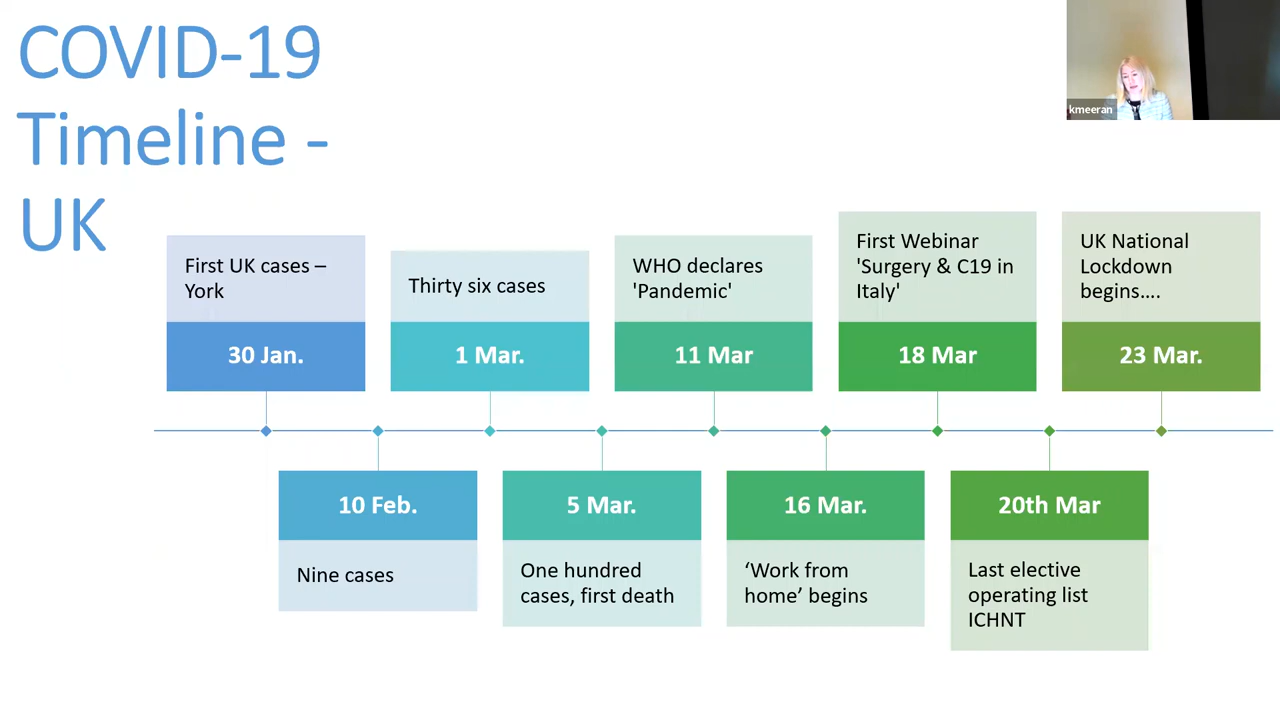 COVID-19
Timeline -
UK
kmeeran
First UK cases –
York
30 Jan.
10 Feb.
Nine cases
Thirty six cases
1 Mar.
5 Mar.
One hundred
cases, first death
WHO declares
'Pandemic'
11 Mar
16 Mar.
‘Work from
home’ begins
First Webinar
'Surgery & C19 in
Italy'
18 Mar
20th Mar
Last elective
operating list
ICHNT
UK National
Lockdown
begins….
23 Mar.